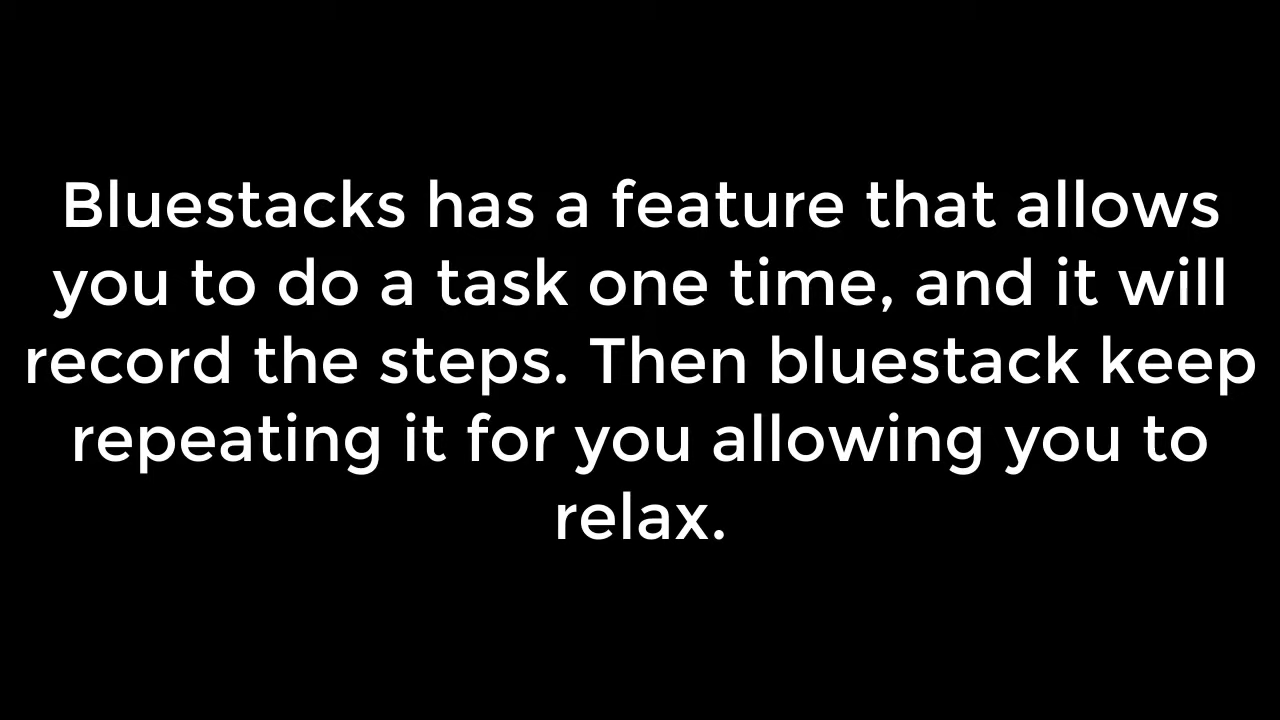 Bluestacks has a feature that allows
you to do a task one time, and it will
record the steps. Then bluestack keep
repeating it for you allowing you to
relax.